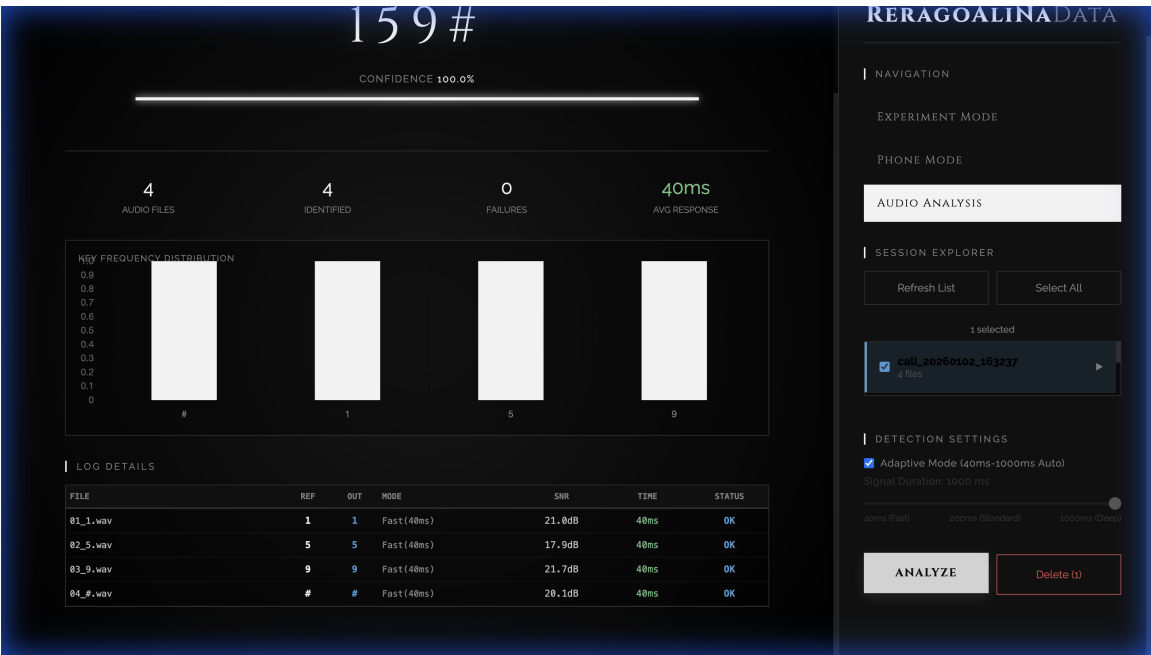 159#
CONFIDENCE 100.0%
4
AUDIO FILES
4
IDENTIFIED
0
FAILURES
40ms
AVG RESPONSE
KEY FREQUENCY DISTRIBUTION
1.0
0.9
0.8
0.7
0.6
0.5
0.4
0.3
0.2
0.1
0
# 1 5 9
LOG DETAILS
FILE REF OUT MODE SNR TIME STATUS
01_1.wav 1 1 Fast(40ms) 21.0dB 40ms OK
02_5.wav 5 5 Fast(40ms) 17.9dB 40ms OK
03_9.wav 9 9 Fast(40ms) 21.7dB 40ms OK
04_#.wav # # Fast(40ms) 20.1dB 40ms OK
RERAGOALINADATA
NAVIGATION
EXPERIMENT MODE
PHONE MODE
AUDIO ANALYSIS
SESSION EXPLORER
Refresh List Select All
1 selected
call_20260102_163237
4 files
DETECTION SETTINGS
Adaptive Mode (40ms-1000ms Auto)
Signal Duration: 1000 ms
40ms (Fast) 200ms (Standard) 1000ms (Deep)
ANALYZE Delete (1)